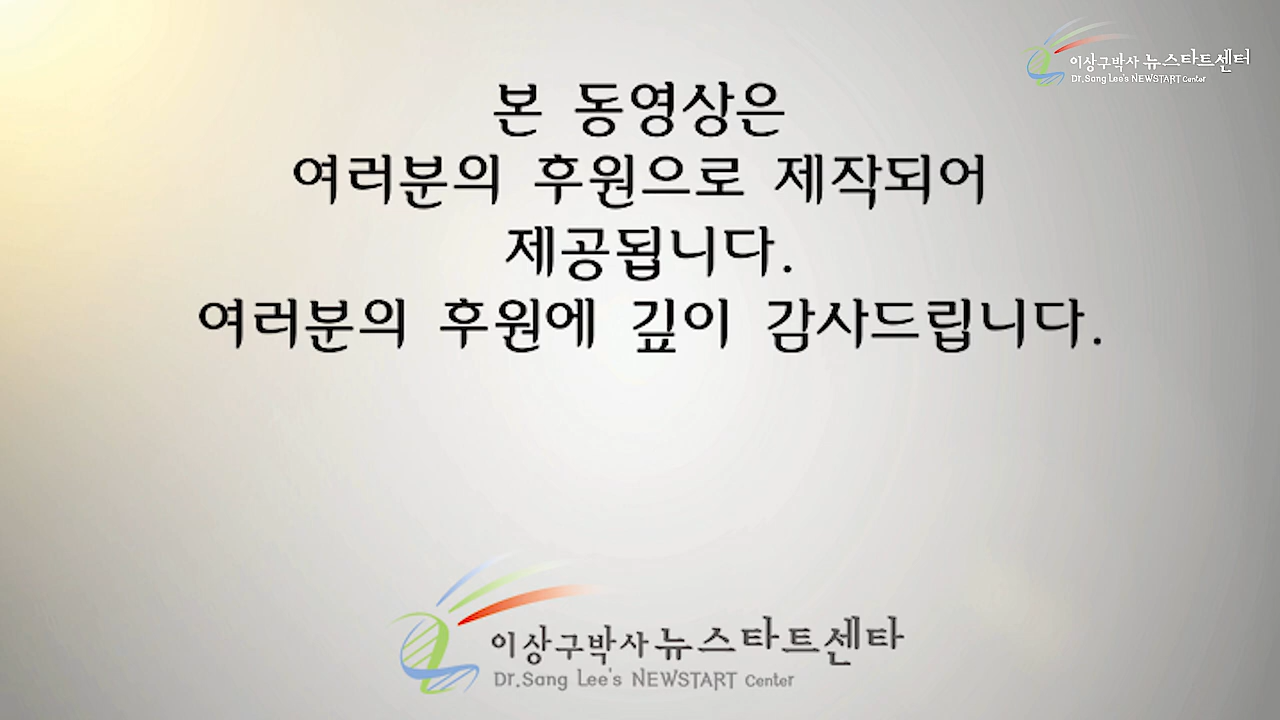 이상구박사 뉴스타트센터
Dr.Sang Lee's NEWSTART Center
본 동영상은
여러분의 후원으로 제작되어
제공됩니다.
여러분의 후원에 깊이 감사드립니다.
이상구박사 뉴스타트센타
Dr.Sang Lee's NEWSTART Center